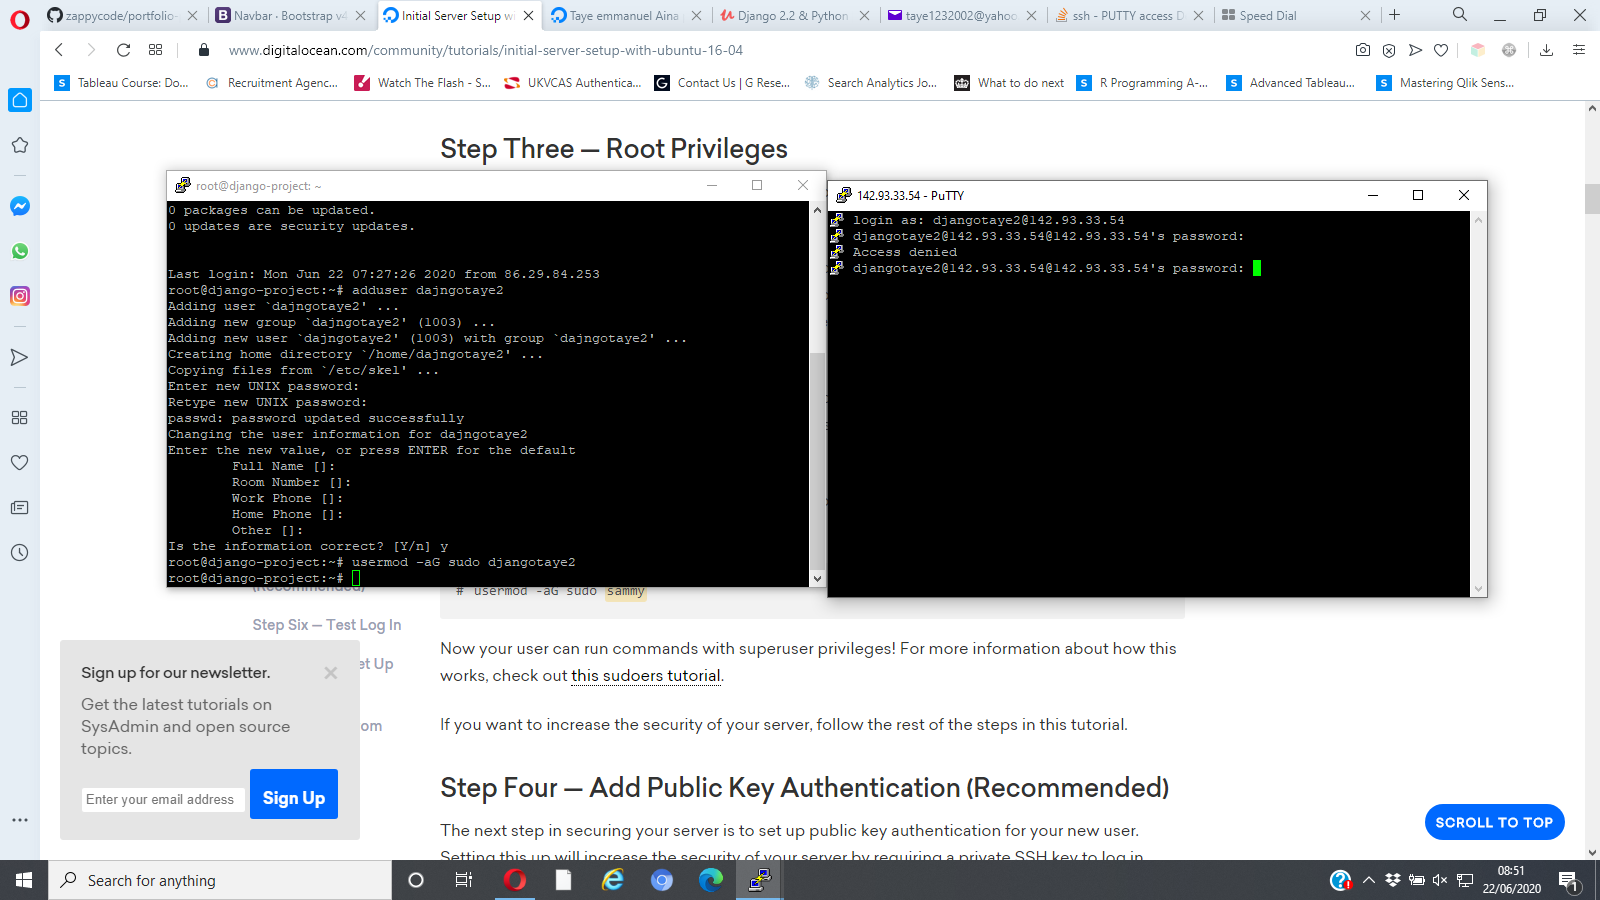 zappycode/portfolio-
Navbar · Bootstrap v4
Initial Server Setup wi
Taye emmanuel Aina
Django 2.2 & Python
taye1232002@yahoo
ssh - PUTTY access D
Speed Dial
www.digitalocean.com/community/tutorials/initial-server-setup-with-ubuntu-16-04
Tableau Course: Do...
Recruitment Agenc...
Watch The Flash - S...
UKVCAS Authentica...
Contact Us | G Rese...
Search Analytics Jo...
What to do next
R Programming A-...
Advanced Tableau...
Mastering Qlik Sens...
Step Three — Root Privileges
root@django-project: ~
0 packages can be updated.
0 updates are security updates.
Last login: Mon Jun 22 07:27:26 2020 from 86.29.84.253
root@django-project:~# adduser dajngotaye2
Adding user `dajngotaye2' ...
Adding new group `dajngotaye2' (1003) ...
Adding new user `dajngotaye2' (1003) with group `dajngotaye2' ...
Creating home directory `/home/dajngotaye2' ...
Copying files from `/etc/skel' ...
Enter new UNIX password:
Retype new UNIX password:
passwd: password updated successfully
Changing the user information for dajngotaye2
Enter the new value, or press ENTER for the default
Full Name []:
Room Number []:
Work Phone []:
Home Phone []:
Other []:
Is the information correct? [Y/n] y
root@django-project:~# usermod -aG sudo djangotaye2
root@django-project:~#
142.93.33.54 - PuTTY
login as: djangotaye2@142.93.33.54
djangotaye2@142.93.33.54@142.93.33.54's password:
Access denied
djangotaye2@142.93.33.54@142.93.33.54's password:
(Recommended)
# usermod -aG sudo sammy
Step Six — Test Log In
et Up
om
Now your user can run commands with superuser privileges! For more information about how this
works, check out this sudoers tutorial.
If you want to increase the security of your server, follow the rest of the steps in this tutorial.
Step Four — Add Public Key Authentication (Recommended)
The next step in securing your server is to set up public key authentication for your new user.
Setting this up will increase the security of your server by requiring a private SSH key to log in.
Sign up for our newsletter.
Get the latest tutorials on
SysAdmin and open source
topics.
Enter your email address
Sign Up
SCROLL TO TOP
Search for anything
08:51
22/06/2020
1